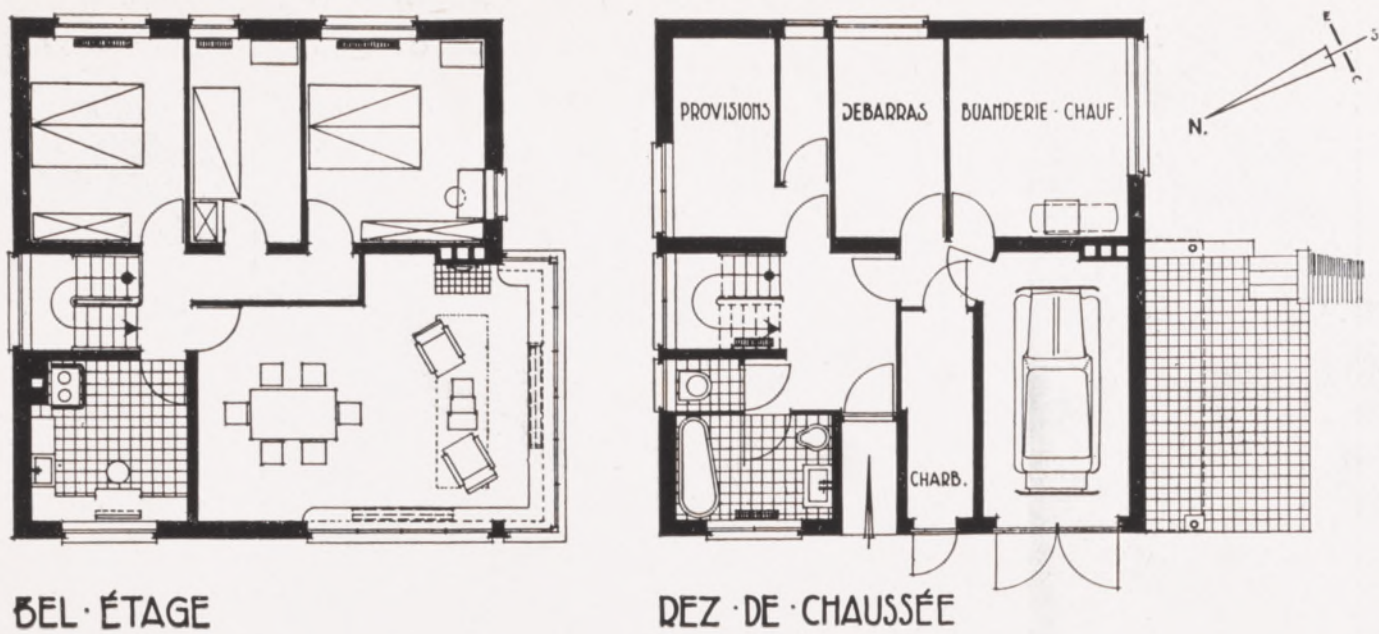 PROVISIONS
DEBARRAS
BUANDERIE · CHAUF.
E
S
O
N.
CHARB.
BEL · ÉTAGE
REZ · DE · CHAUSSÉE